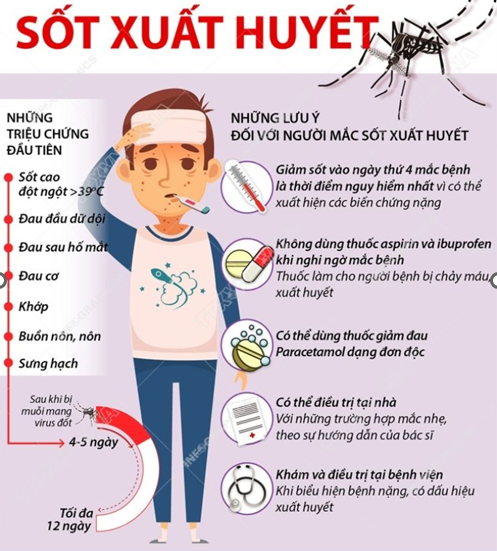 SỐT XUẤT HUYẾT
NHỮNG
TRIỆU CHỨNG
ĐẦU TIÊN
Sốt cao
đột ngột >39ºC
Đau đầu dữ dội
Đau sau hố mắt
Đau cơ
Khớp
Buồn nôn, nôn
Sưng hạch
Sau khi bị
muỗi mang
virus đốt
4-5 ngày
Tối đa
12 ngày
NHỮNG LƯU Ý
ĐỐI VỚI NGƯỜI MẮC SỐT XUẤT HUYẾT
Giảm sốt vào ngày thứ 4 mắc bệnh
là thời điểm nguy hiểm nhất vì có thể
xuất hiện các biến chứng nặng
Không dùng thuốc aspirin và ibuprofen
khi nghi ngờ mắc bệnh
Thuốc làm cho người bệnh bị chảy máu,
xuất huyết
Có thể dùng thuốc giảm đau
Paracetamol dạng đơn độc
Có thể điều trị tại nhà
Với những trường hợp mắc nhẹ,
theo sự hướng dẫn của bác sĩ
Khám và điều trị tại bệnh viện
Khi biểu hiện bệnh nặng, có dấu hiệu
xuất huyết